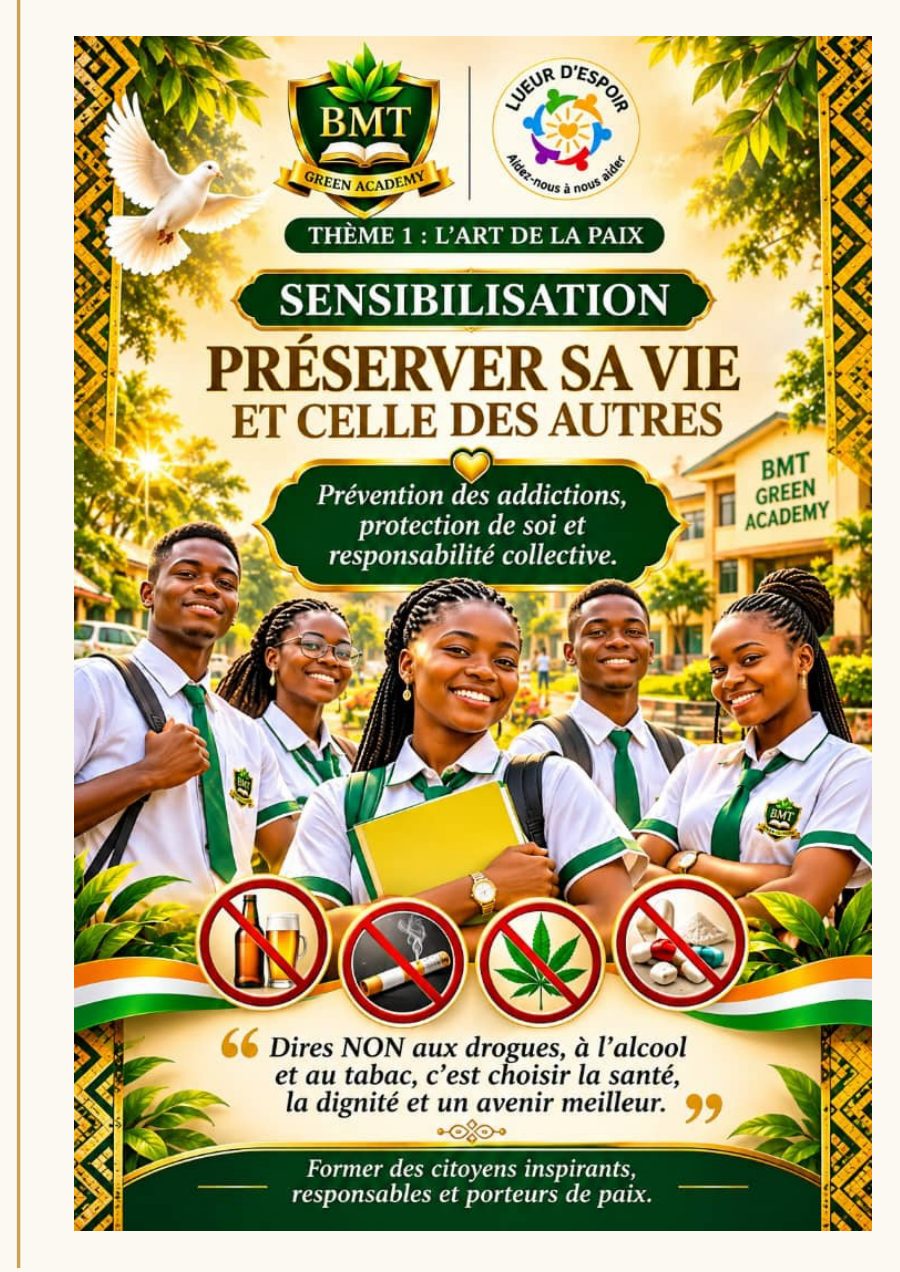 BMT
GREEN ACADEMY
LUEUR D'ESPOIR
Aidez-nous à nous aider
THÈME 1 : L'ART DE LA PAIX
SENSIBILISATION
PRÉSERVER SA VIE
ET CELLE DES AUTRES
Prévention des addictions,
protection de soi et
responsabilité collective.
BMT
GREEN
ACADEMY
BMT
BMT
“ Dires NON aux drogues, à l'alcool
et au tabac, c'est choisir la santé,
la dignité et un avenir meilleur. ”
Former des citoyens inspirants,
responsables et porteurs de paix.